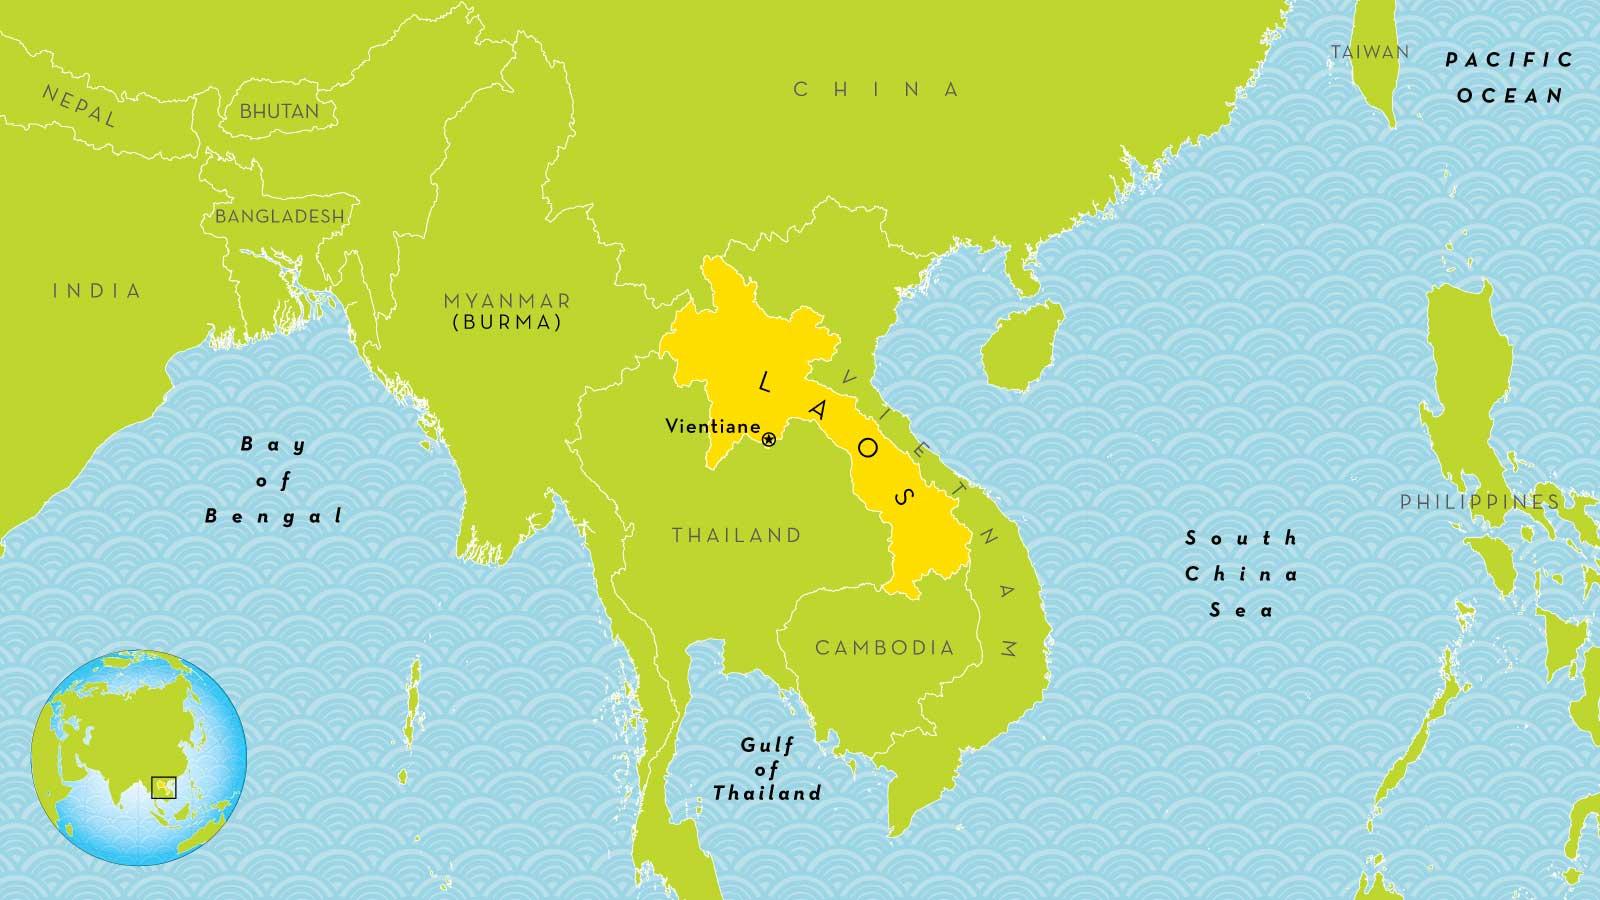 TAIWAN
PACIFIC
OCEAN
CHINA
NEPAL
BHUTAN
BANGLADESH
INDIA
MYANMAR
(BURMA)
LAOS
VIETNAM
Vientiane
Bay
of
Bengal
THAILAND
PHILIPPINES
South
China
Sea
CAMBODIA
Gulf
of
Thailand